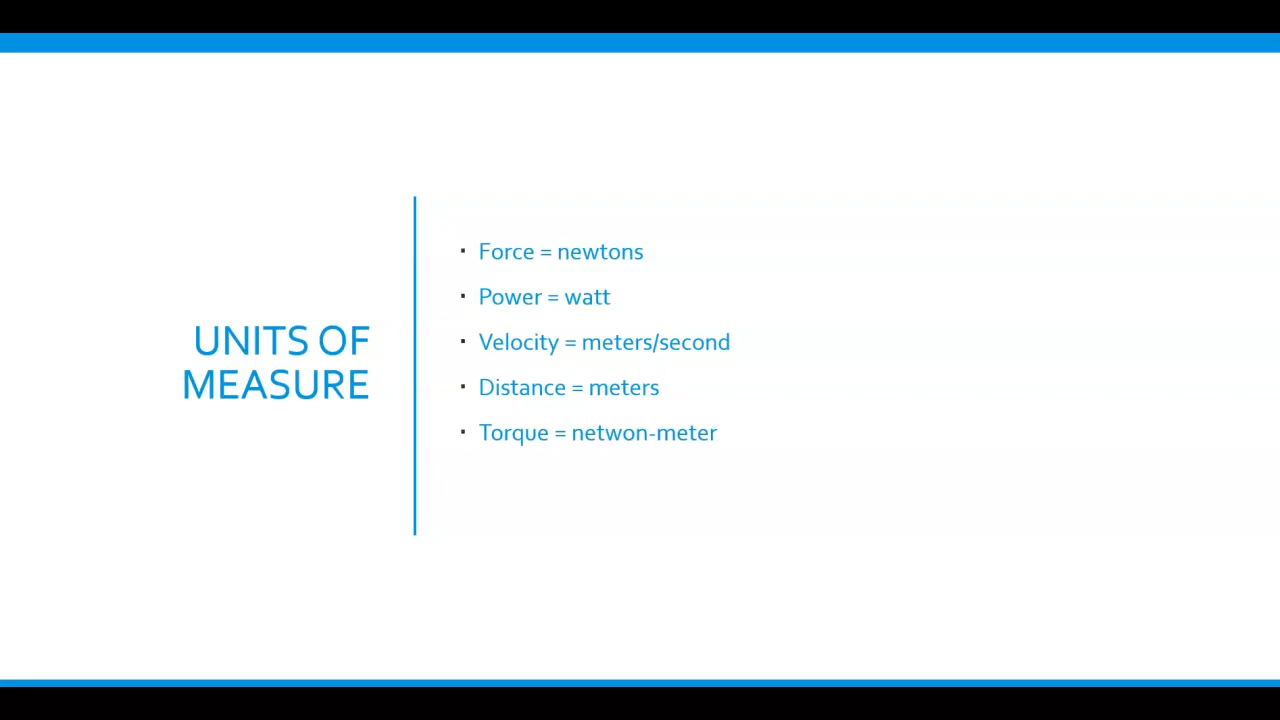 UNITS OF
MEASURE
▪ Force = newtons
▪ Power = watt
▪ Velocity = meters/second
▪ Distance = meters
▪ Torque = netwon-meter